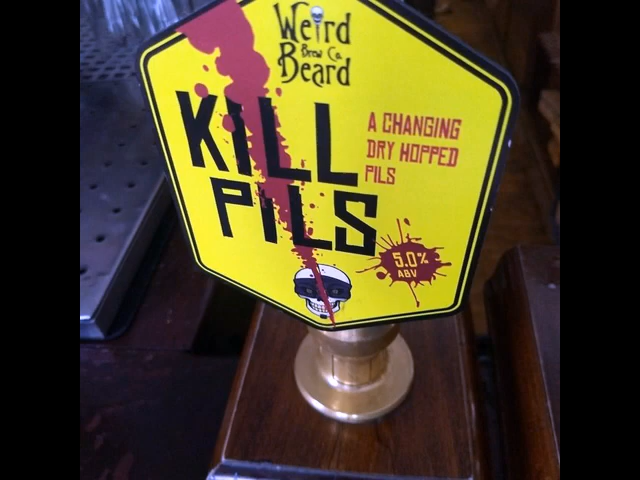 Weird
Brew Co.
Beard
KILL
PILS
A CHANGING
DRY HOPPED
PILS
5.0%
ABV